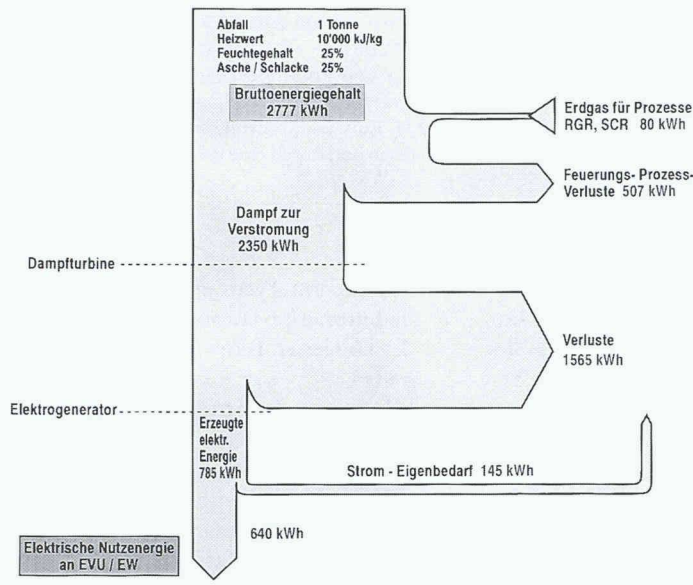 Abfall 1 Tonne
Heizwert 10'000 kJ/kg
Feuchtegehalt 25%
Asche / Schlacke 25%
Bruttoenergiegehalt
2777 kWh
Erdgas für Prozesse
RGR, SCR 80 kWh
Feuerungs- Prozess-
Verluste 507 kWh
Dampf zur
Verstromung
2350 kWh
Dampfturbine
Verluste
1565 kWh
Elektrogenerator
Erzeugte
elektr.
Energie
785 kWh
Strom - Eigenbedarf 145 kWh
640 kWh
Elektrische Nutzenergie
an EVU / EW